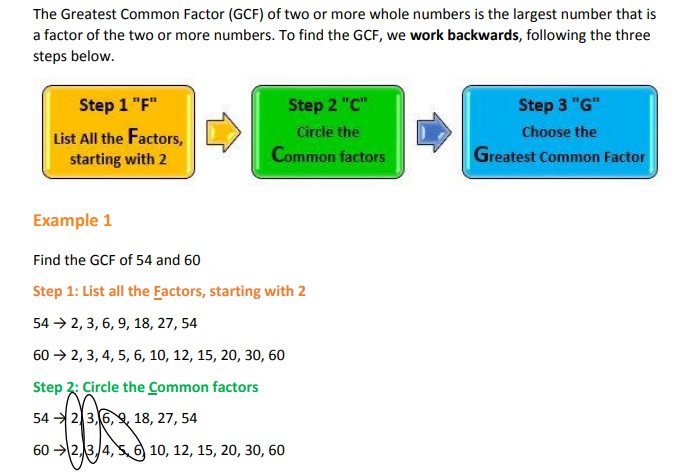 The Greatest Common Factor (GCF) of two or more whole numbers is the largest number that is
a factor of the two or more numbers. To find the GCF, we work backwards, following the three
steps below.
Step 1 "F"
List All the Factors,
starting with 2
Step 2 "C"
Circle the
Common factors
Step 3 "G"
Choose the
Greatest Common Factor
Example 1
Find the GCF of 54 and 60
Step 1: List all the Factors, starting with 2
54 → 2, 3, 6, 9, 18, 27, 54
60 → 2, 3, 4, 5, 6, 10, 12, 15, 20, 30, 60
Step 2: Circle the Common factors
54 → 2, 3, 6, 9, 18, 27, 54
60 → 2, 3, 4, 5, 6, 10, 12, 15, 20, 30, 60